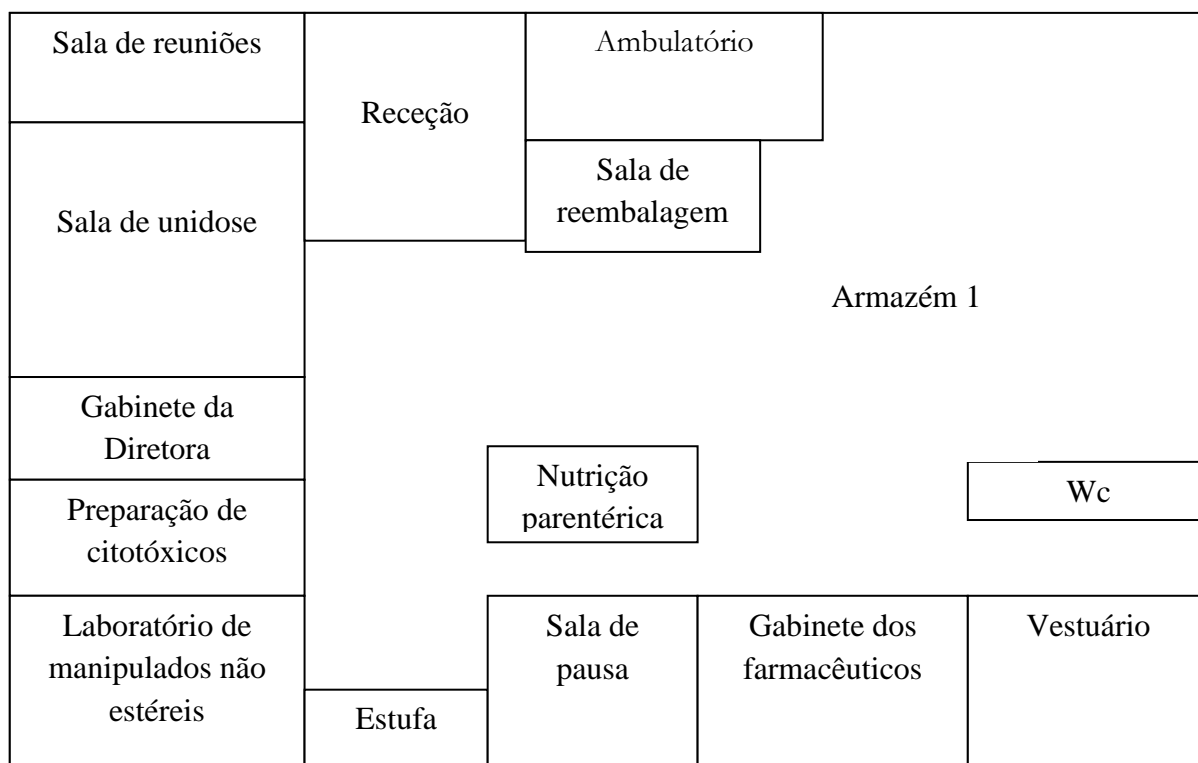 Sala de reuniões
Ambulatório
Receção
Sala de
reembalagem
Sala de unidose
Armazém 1
Gabinete da
Diretora
Nutrição
parentérica
Wc
Preparação de
citotóxicos
Laboratório de
manipulados não
estéreis
Sala de
pausa
Gabinete dos
farmacêuticos
Vestuário
Estufa